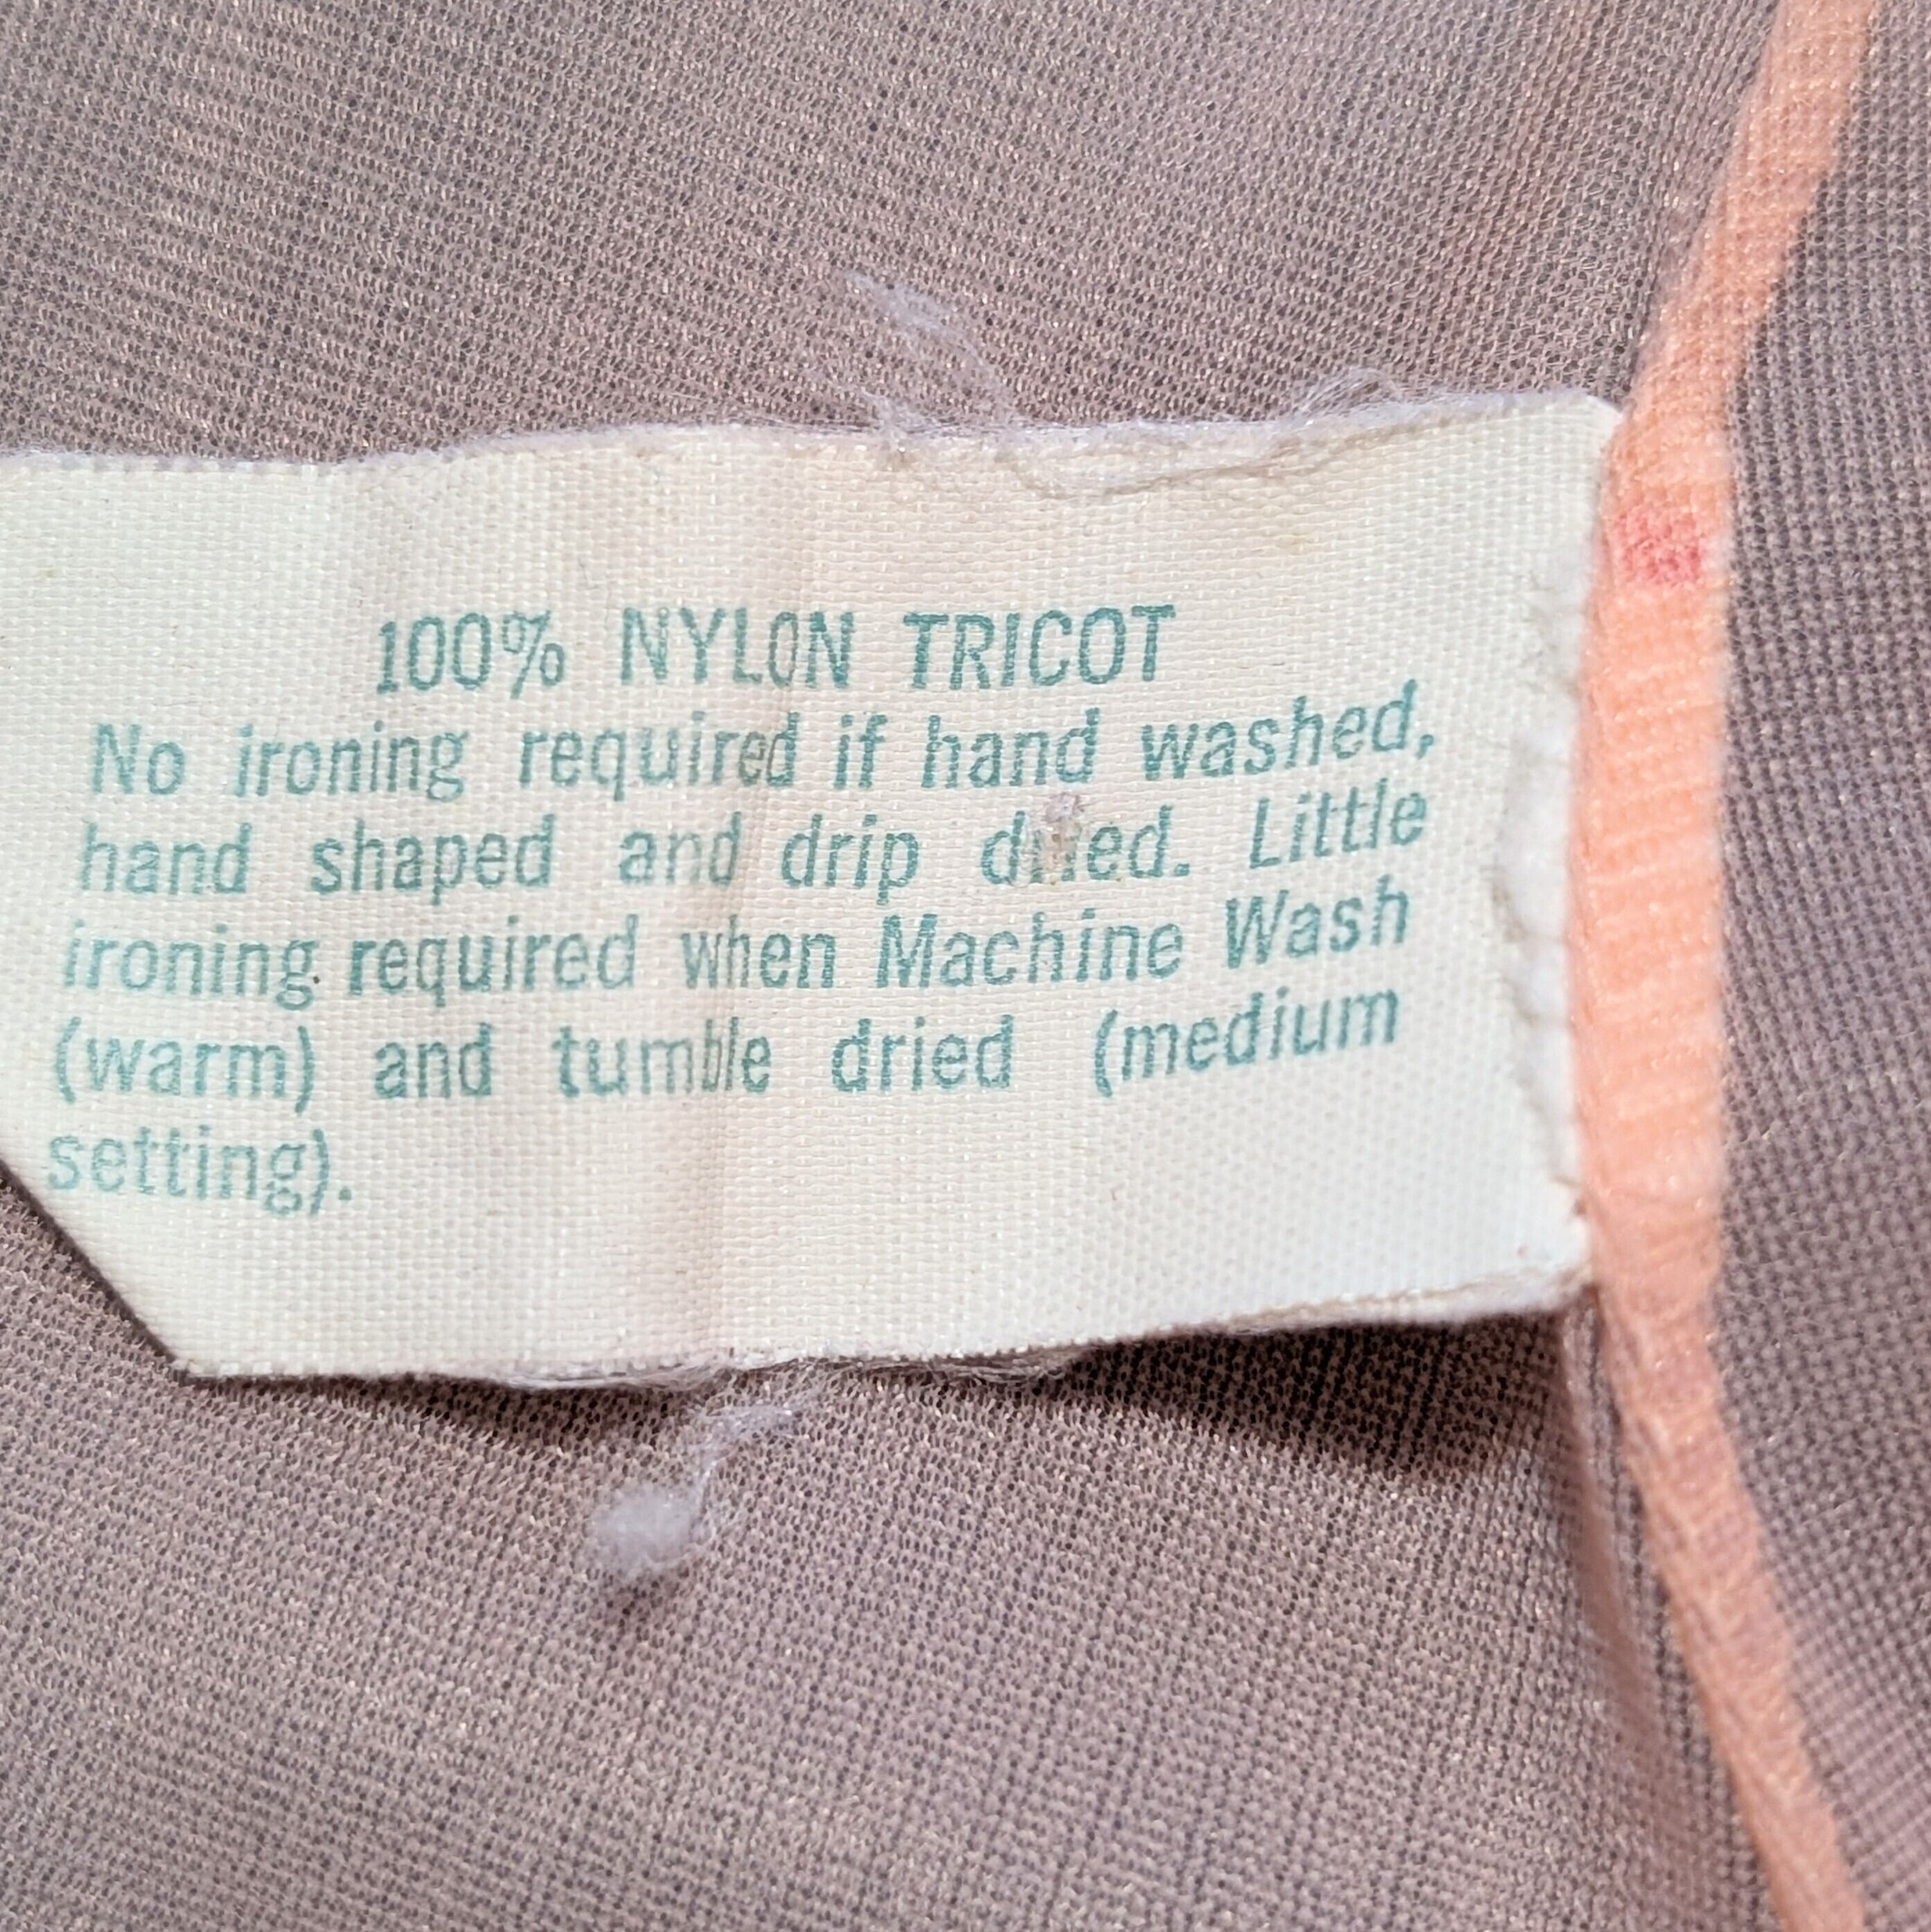 100% NYLON TRICOT
No ironing required if hand washed,
hand shaped and drip dried. Little
ironing required when Machine Wash
(warm) and tumble dried (medium
setting).